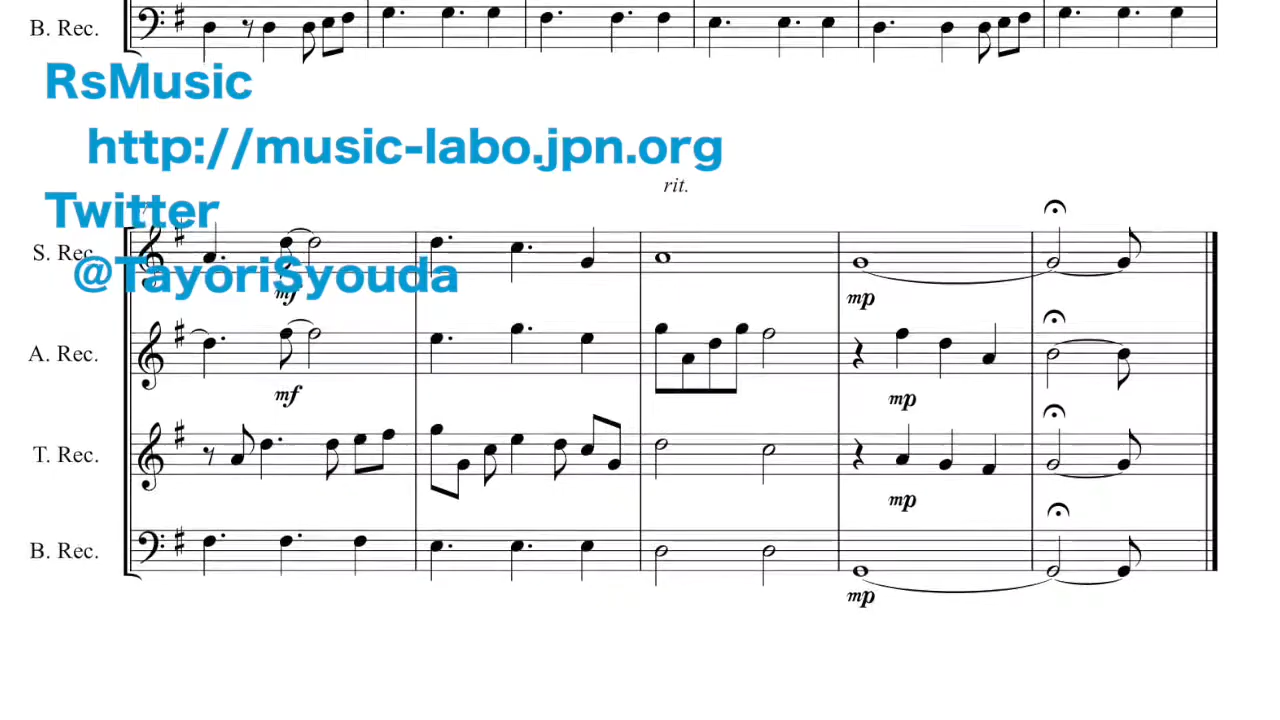 B. Rec.
RsMusic
http://music-labo.jpn.org
rit.
Twitter
S. Rec.
@TayoriSyouda
mf
mp
A. Rec.
mf
mp
T. Rec.
mp
B. Rec.
mp